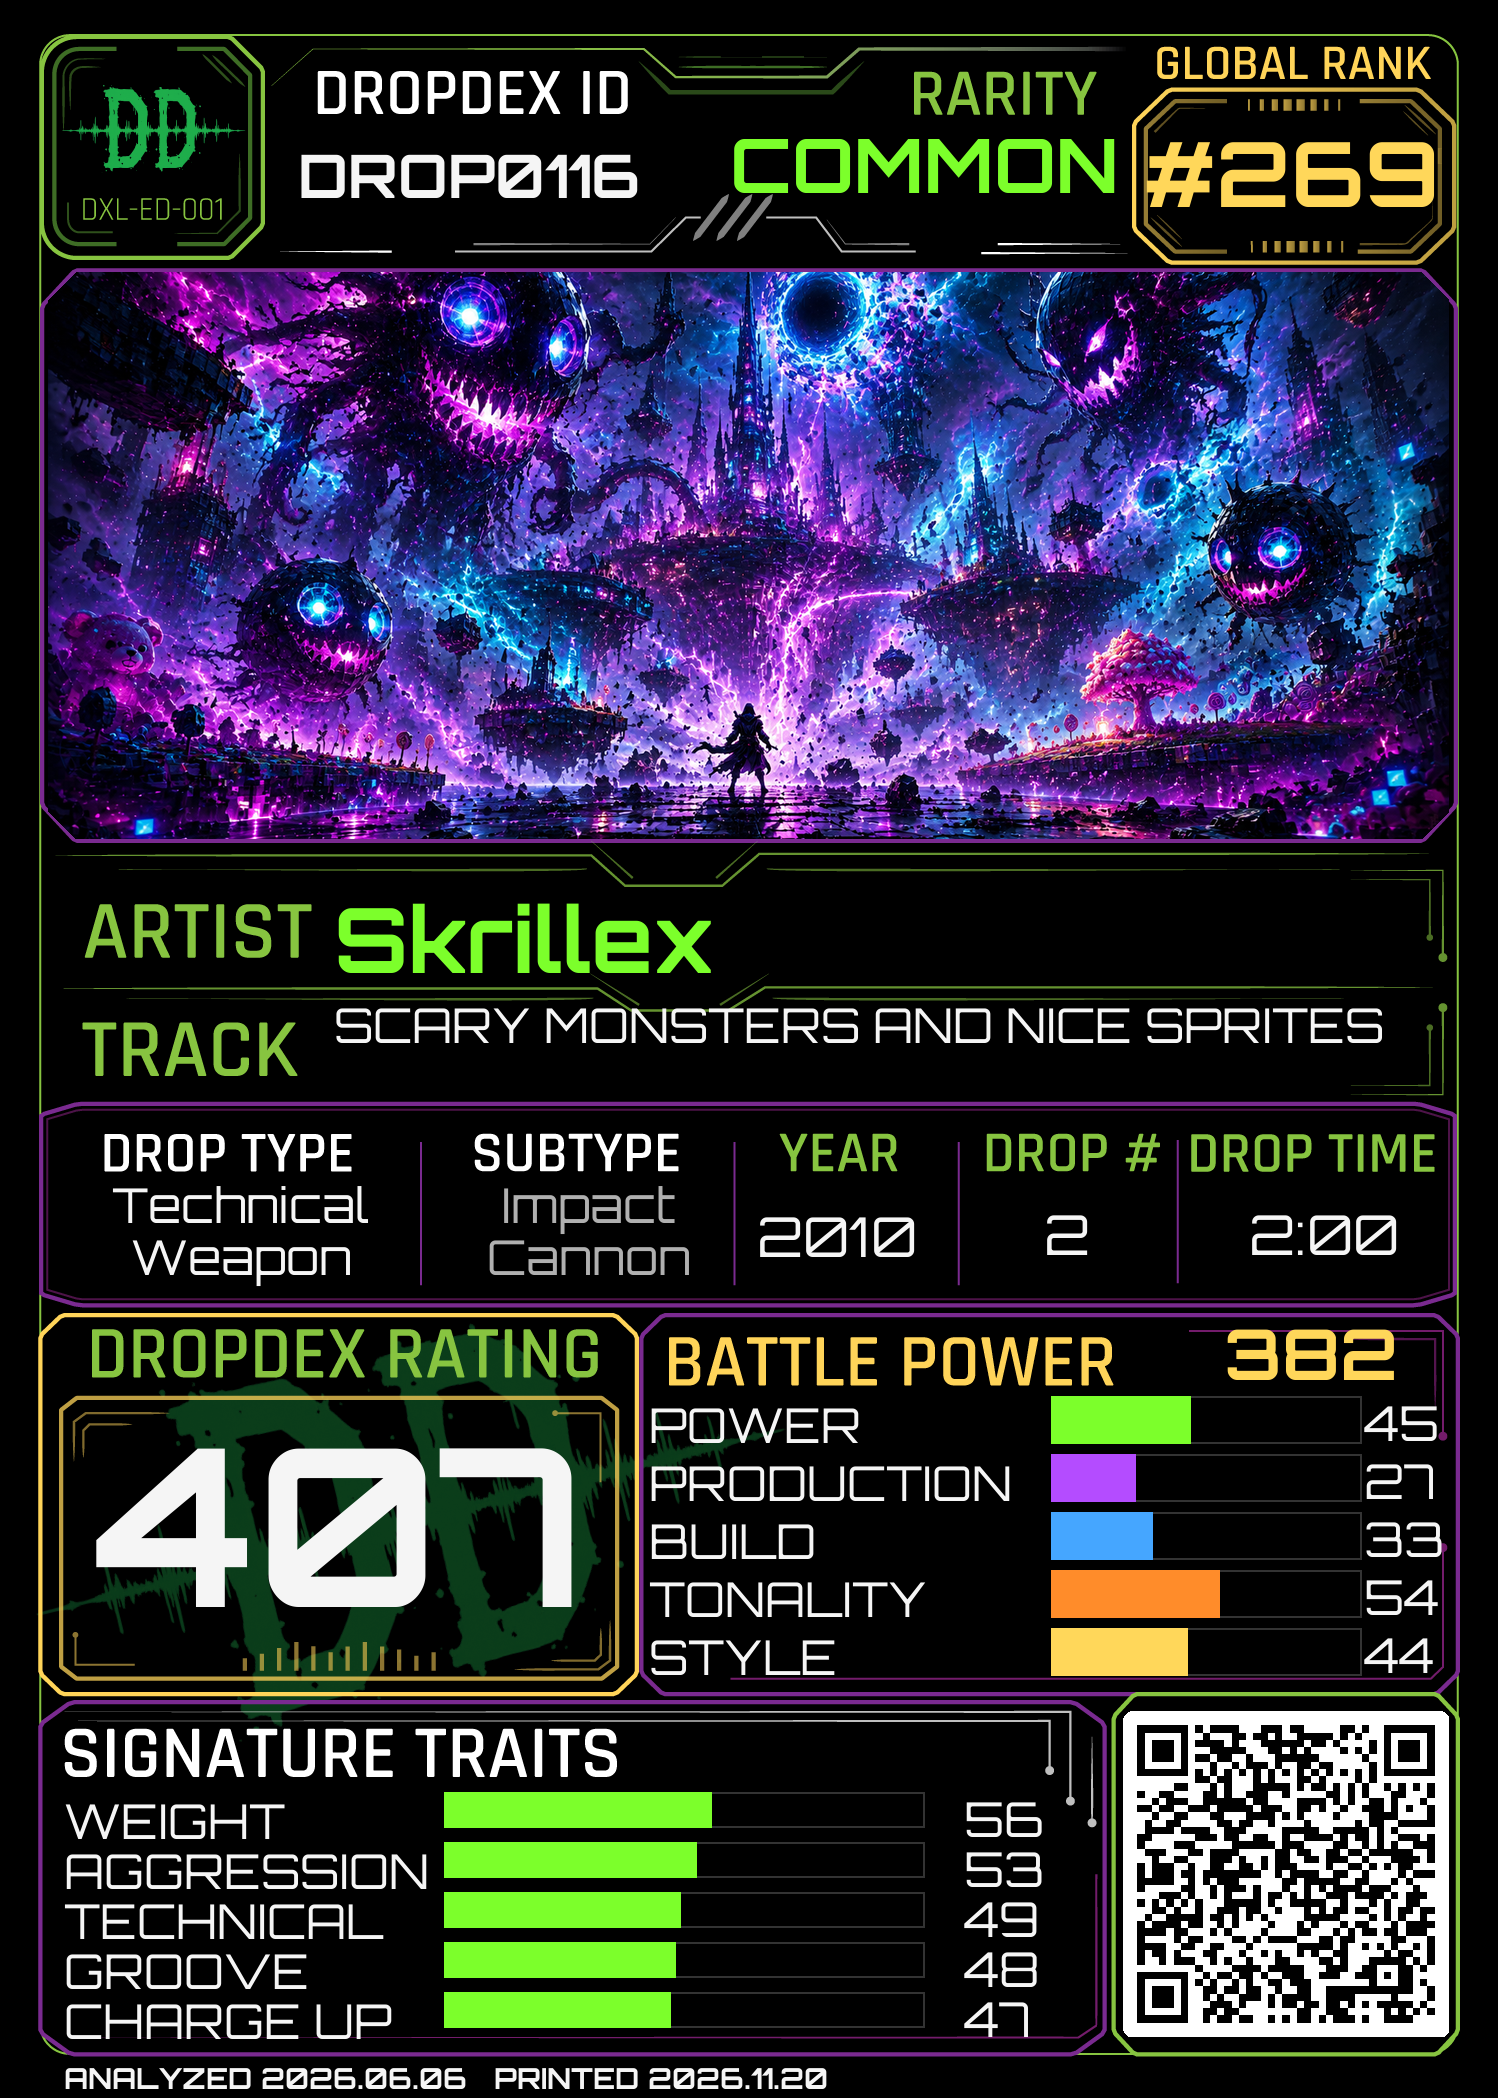 DD
DXL-ED-001
DROPDEX ID
DROP0116
RARITY
COMMON
GLOBAL RANK
#269
ARTIST Skrillex
TRACK SCARY MONSTERS AND NICE SPRITES
DROP TYPE
Technical
Weapon
SUBTYPE
Impact
Cannon
YEAR
2010
DROP #
2
DROP TIME
2:00
DROPDEX RATING
407
BATTLE POWER 382
POWER 45
PRODUCTION 27
BUILD 33
TONALITY 54
STYLE 44
SIGNATURE TRAITS
WEIGHT 56
AGGRESSION 53
TECHNICAL 49
GROOVE 48
CHARGE UP 47
ANALYZED 2026.06.06 PRINTED 2026.11.20